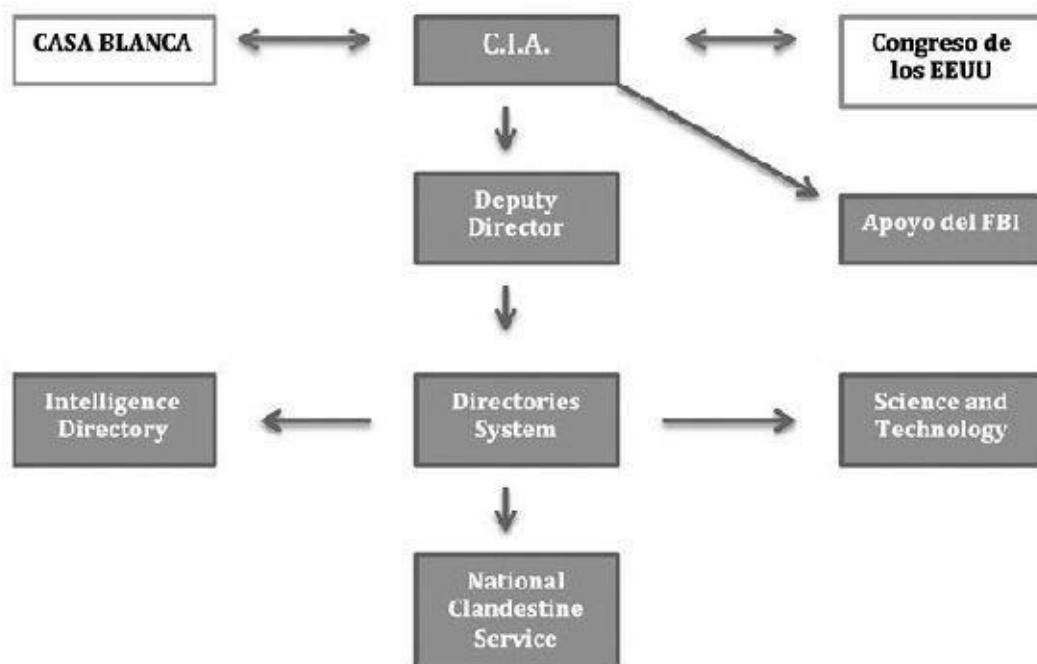 CASA BLANCA
C.I.A.
Congreso de
los EEUU
Deputy
Director
Apoyo del FBI
Intelligence
Directory
Directories
System
Science and
Technology
National
Clandestine
Service